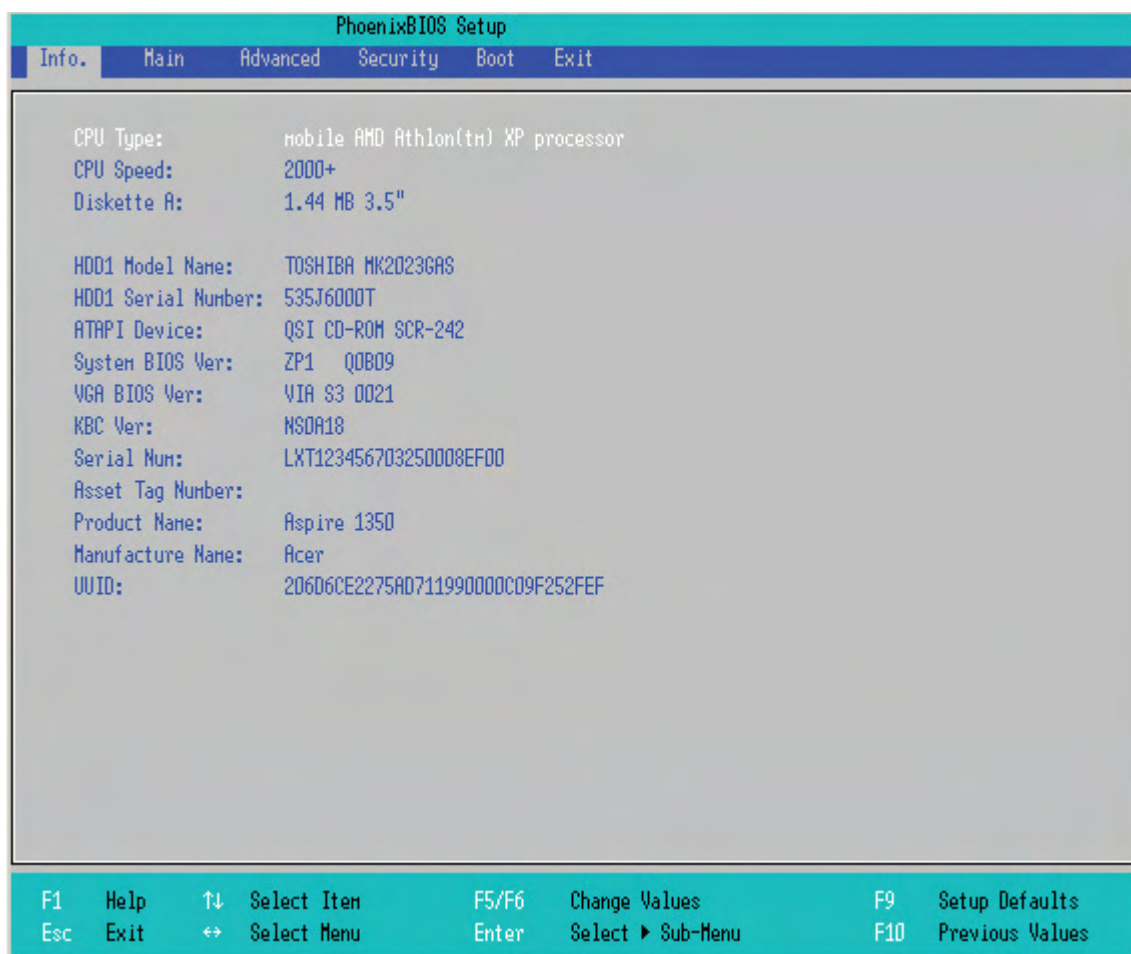 PhoenixBIOS Setup
Info. Main Advanced Security Boot Exit
CPU Type: mobile AMD Athlon(tm) XP processor
CPU Speed: 2000+
Diskette A: 1.44 MB 3.5"
HDD1 Model Name: TOSHIBA MK2023GAS
HDD1 Serial Number: 535J6000T
ATAPI Device: QSI CD-ROM SCR-242
System BIOS Ver: ZP1 Q0B09
VGA BIOS Ver: VIA S3 0021
KBC Ver: NS0A18
Serial Num: LXT123456703250008EF00
Asset Tag Number:
Product Name: Aspire 1350
Manufacture Name: Acer
UUID: 206D6CE2275AD711990000C09F252FEF
F1 Help ↑↓ Select Item F5/F6 Change Values F9 Setup Defaults
Esc Exit ↔ Select Menu Enter Select ▶ Sub-Menu F10 Previous Values